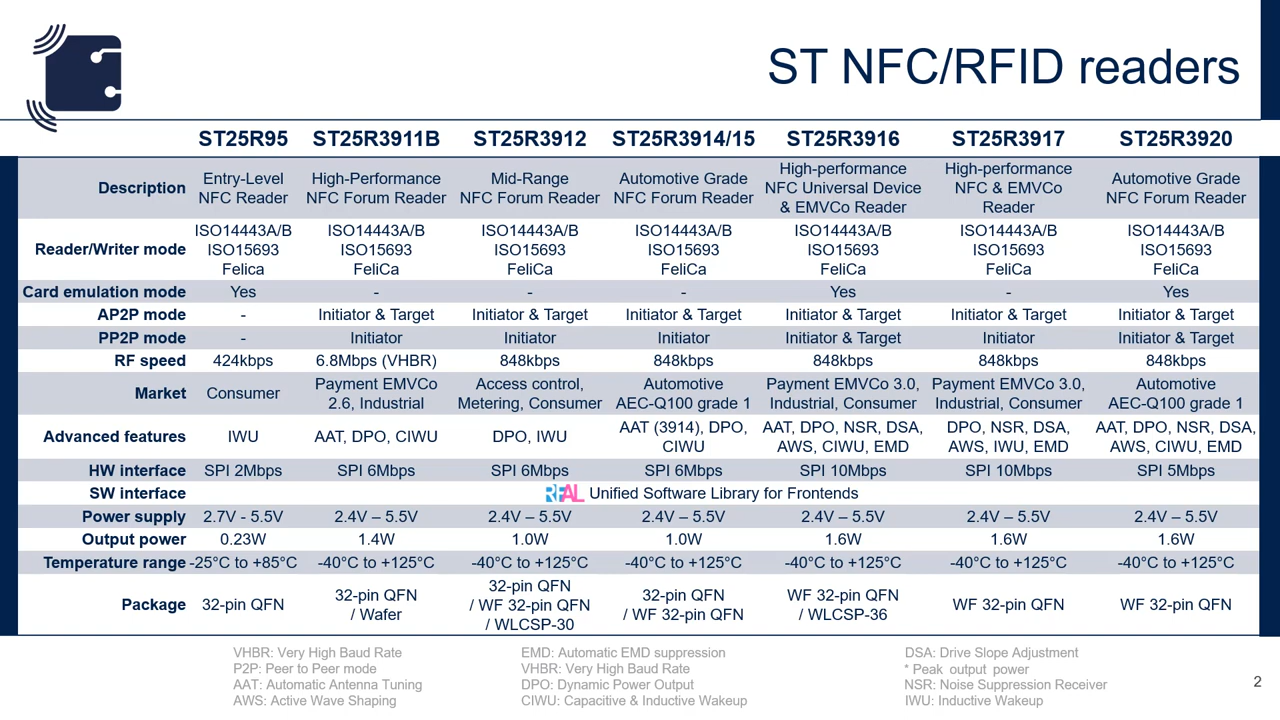 ST NFC/RFID readers
ST25R95 ST25R3911B ST25R3912 ST25R3914/15 ST25R3916 ST25R3917 ST25R3920
Description
Entry-Level
NFC Reader
High-Performance
NFC Forum Reader
Mid-Range
NFC Forum Reader
Automotive Grade
NFC Forum Reader
High-performance
NFC Universal Device
& EMVCo Reader
High-performance
NFC & EMVCo
Reader
Automotive Grade
NFC Forum Reader
Reader/Writer mode
ISO14443A/B
ISO15693
Felica
ISO14443A/B
ISO15693
FeliCa
ISO14443A/B
ISO15693
FeliCa
ISO14443A/B
ISO15693
FeliCa
ISO14443A/B
ISO15693
FeliCa
ISO14443A/B
ISO15693
FeliCa
ISO14443A/B
ISO15693
FeliCa
Card emulation mode Yes - - - Yes - Yes
AP2P mode - Initiator & Target Initiator & Target Initiator & Target Initiator & Target Initiator & Target Initiator & Target
PP2P mode - Initiator Initiator Initiator Initiator & Target Initiator Initiator & Target
RF speed 424kbps 6.8Mbps (VHBR) 848kbps 848kbps 848kbps 848kbps 848kbps
Market
Consumer
Payment EMVCo
2.6, Industrial
Access control,
Metering, Consumer
Automotive
AEC-Q100 grade 1
Payment EMVCo 3.0,
Industrial, Consumer
Payment EMVCo 3.0,
Industrial, Consumer
Automotive
AEC-Q100 grade 1
Advanced features
IWU
AAT, DPO, CIWU
DPO, IWU
AAT (3914), DPO,
CIWU
AAT, DPO, NSR, DSA,
AWS, CIWU, EMD
DPO, NSR, DSA,
AWS, IWU, EMD
AAT, DPO, NSR, DSA,
AWS, CIWU, EMD
HW interface SPI 2Mbps SPI 6Mbps SPI 6Mbps SPI 6Mbps SPI 10Mbps SPI 10Mbps SPI 5Mbps
SW interface RFAL Unified Software Library for Frontends
Power supply 2.7V - 5.5V 2.4V – 5.5V 2.4V – 5.5V 2.4V – 5.5V 2.4V – 5.5V 2.4V – 5.5V 2.4V – 5.5V
Output power 0.23W 1.4W 1.0W 1.0W 1.6W 1.6W 1.6W
Temperature range -25°C to +85°C -40°C to +125°C -40°C to +125°C -40°C to +125°C -40°C to +125°C -40°C to +125°C -40°C to +125°C
Package
32-pin QFN
32-pin QFN
/ Wafer
32-pin QFN
/ WF 32-pin QFN
/ WLCSP-30
32-pin QFN
/ WF 32-pin QFN
WF 32-pin QFN
/ WLCSP-36
WF 32-pin QFN
WF 32-pin QFN
VHBR: Very High Baud Rate
P2P: Peer to Peer mode
AAT: Automatic Antenna Tuning
AWS: Active Wave Shaping
EMD: Automatic EMD suppression
VHBR: Very High Baud Rate
DPO: Dynamic Power Output
CIWU: Capacitive & Inductive Wakeup
DSA: Drive Slope Adjustment
* Peak output power
NSR: Noise Suppression Receiver
IWU: Inductive Wakeup
2